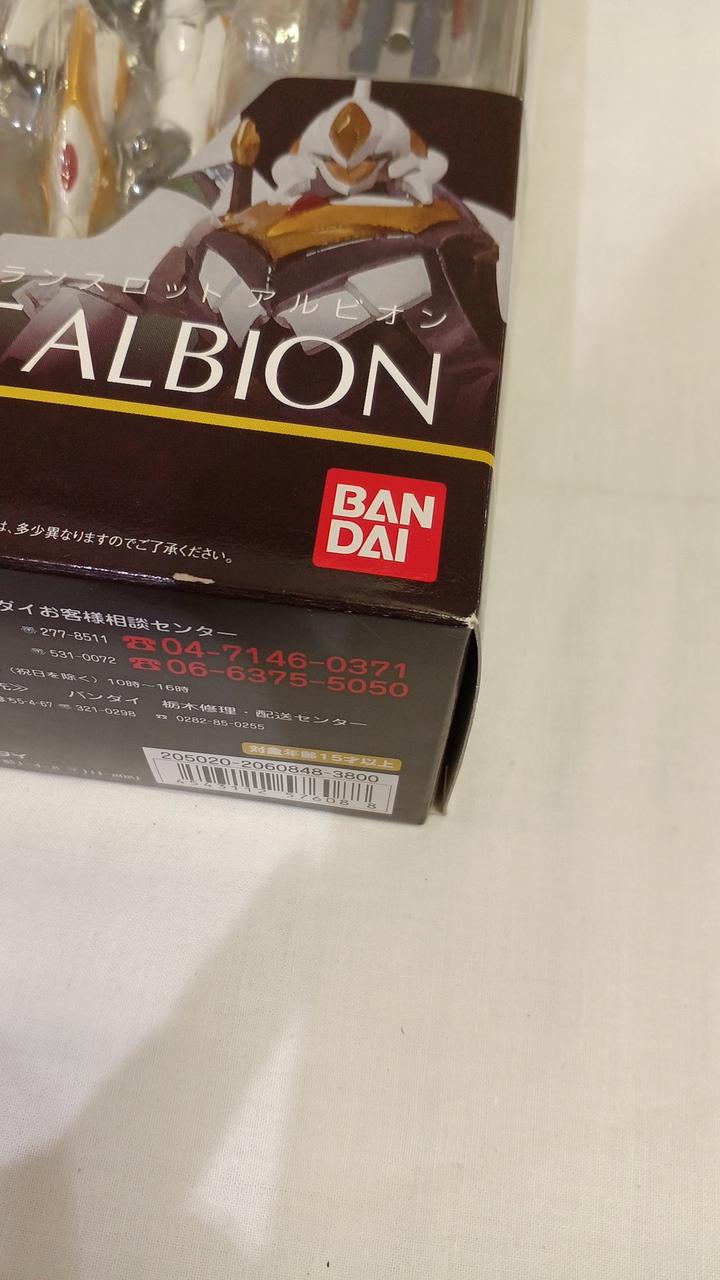 ランスロット アルビオン
ALBION
は、多少異なりますのでご了承ください。
BAN
DAI
ダイお客様相談センター
〠 277-8511 ☎04-7146-0371
〠 531-0072 ☎06-6375-5050
(祝日を除く) 10時〜16時
バンダイ 栃木修理・配送センター
5-4-67 〠 321-0298 ☎ 0282-85-0255
対象年齢15才以上
205020-2060848-3800